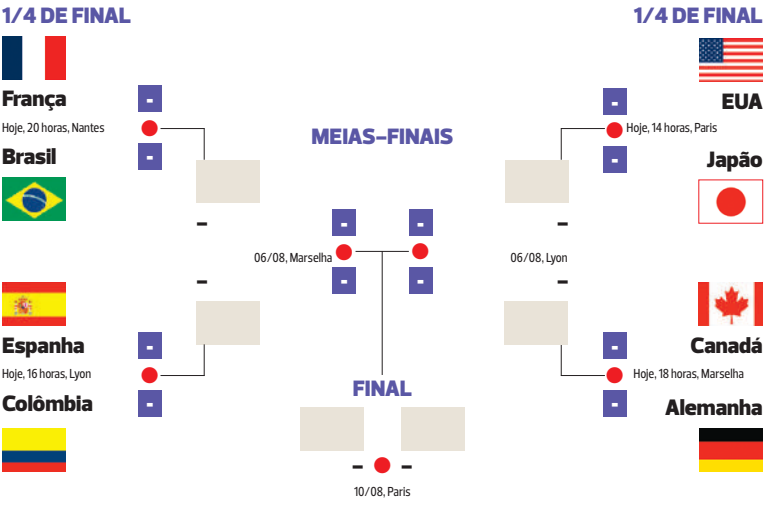 1/4 DE FINAL
França
-
Hoje, 20 horas, Nantes
Brasil
-
Espanha
-
Hoje, 16 horas, Lyon
Colômbia
-
MEIAS-FINAIS
–
-
06/08, Marselha
–
-
-
06/08, Lyon
–
-
–
FINAL
– –
10/08, Paris
1/4 DE FINAL
-
EUA
Hoje, 14 horas, Paris
-
Japão
-
Canadá
Hoje, 18 horas, Marselha
-
Alemanha